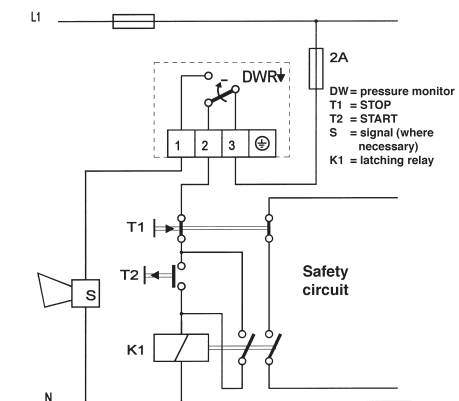 L1
2A
DWR
DW = pressure monitor
T1 = STOP
T2 = START
S = signal (where
necessary)
K1 = latching relay
1 2 3
T1
T2
Safety
circuit
S
K1
N